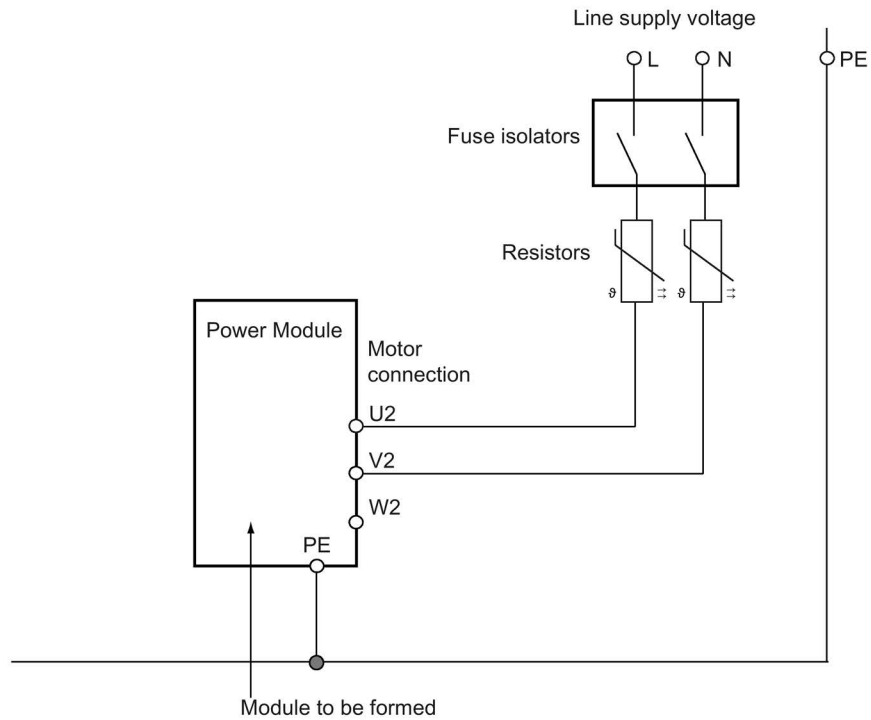 Line supply voltage
L
N
PE
Fuse isolators
Resistors
ϑ
ϑ
Power Module
Motor
connection
U2
V2
W2
PE
Module to be formed